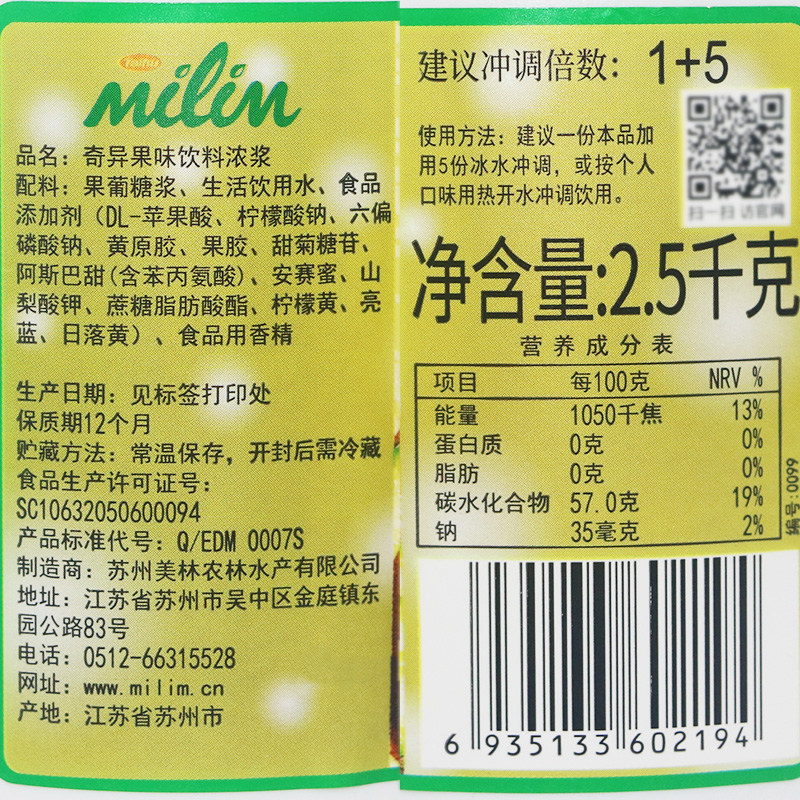 milin
品名：奇异果味饮料浓浆
配料：果葡糖浆、生活饮用水、食品
添加剂（DL-苹果酸、柠檬酸钠、六偏
磷酸钠、黄原胶、果胶、甜菊糖苷、
阿斯巴甜(含苯丙氨酸)、安赛蜜、山
梨酸钾、蔗糖脂肪酸酯、柠檬黄、亮
蓝、日落黄）、食品用香精
生产日期：见标签打印处
保质期12个月
贮藏方法：常温保存，开封后需冷藏
食品生产许可证号：
SC10632050600094
产品标准代号：Q/EDM 0007S
制造商：苏州美林农林水产有限公司
地址：江苏省苏州市吴中区金庭镇东
园公路83号
电话：0512-66315528
网址：www.milim.cn
产地：江苏省苏州市
建议冲调倍数：1+5
使用方法：建议一份本品加
用5份冰水冲调，或按个人
口味用热开水冲调饮用。
扫一扫 访官网
净含量:2.5千克
营养成分表
项目 每100克 NRV %
能量 1050千焦 13%
蛋白质 0克 0%
脂肪 0克 0%
碳水化合物 57.0克 19%
钠 35毫克 2%
编号:0099
6 935133 602194